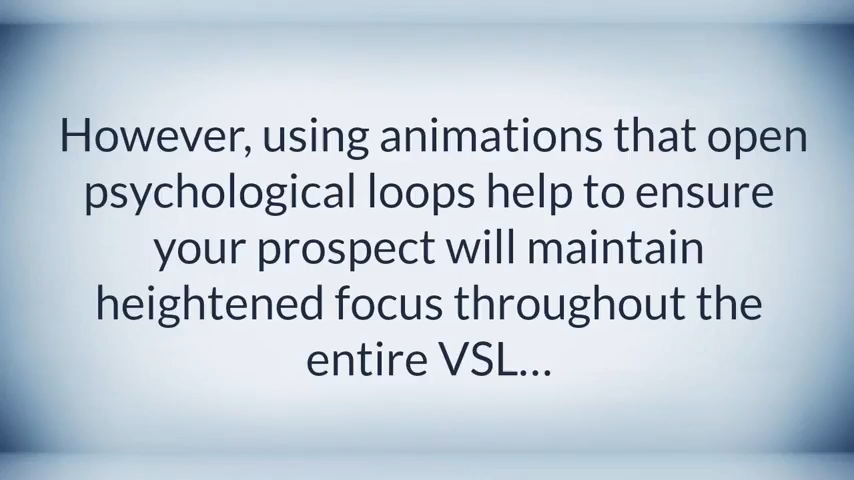 However, using animations that open
psychological loops help to ensure
your prospect will maintain
heightened focus throughout the
entire VSL...